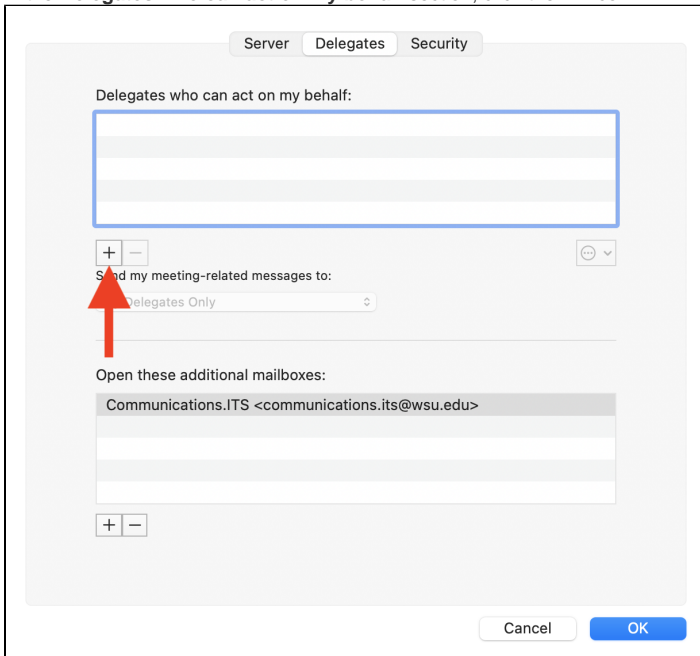 Server Delegates Security
Delegates who can act on my behalf:
+ −
Send my meeting-related messages to:
Delegates Only
Open these additional mailboxes:
Communications.ITS <communications.its@wsu.edu>
+ −
Cancel OK